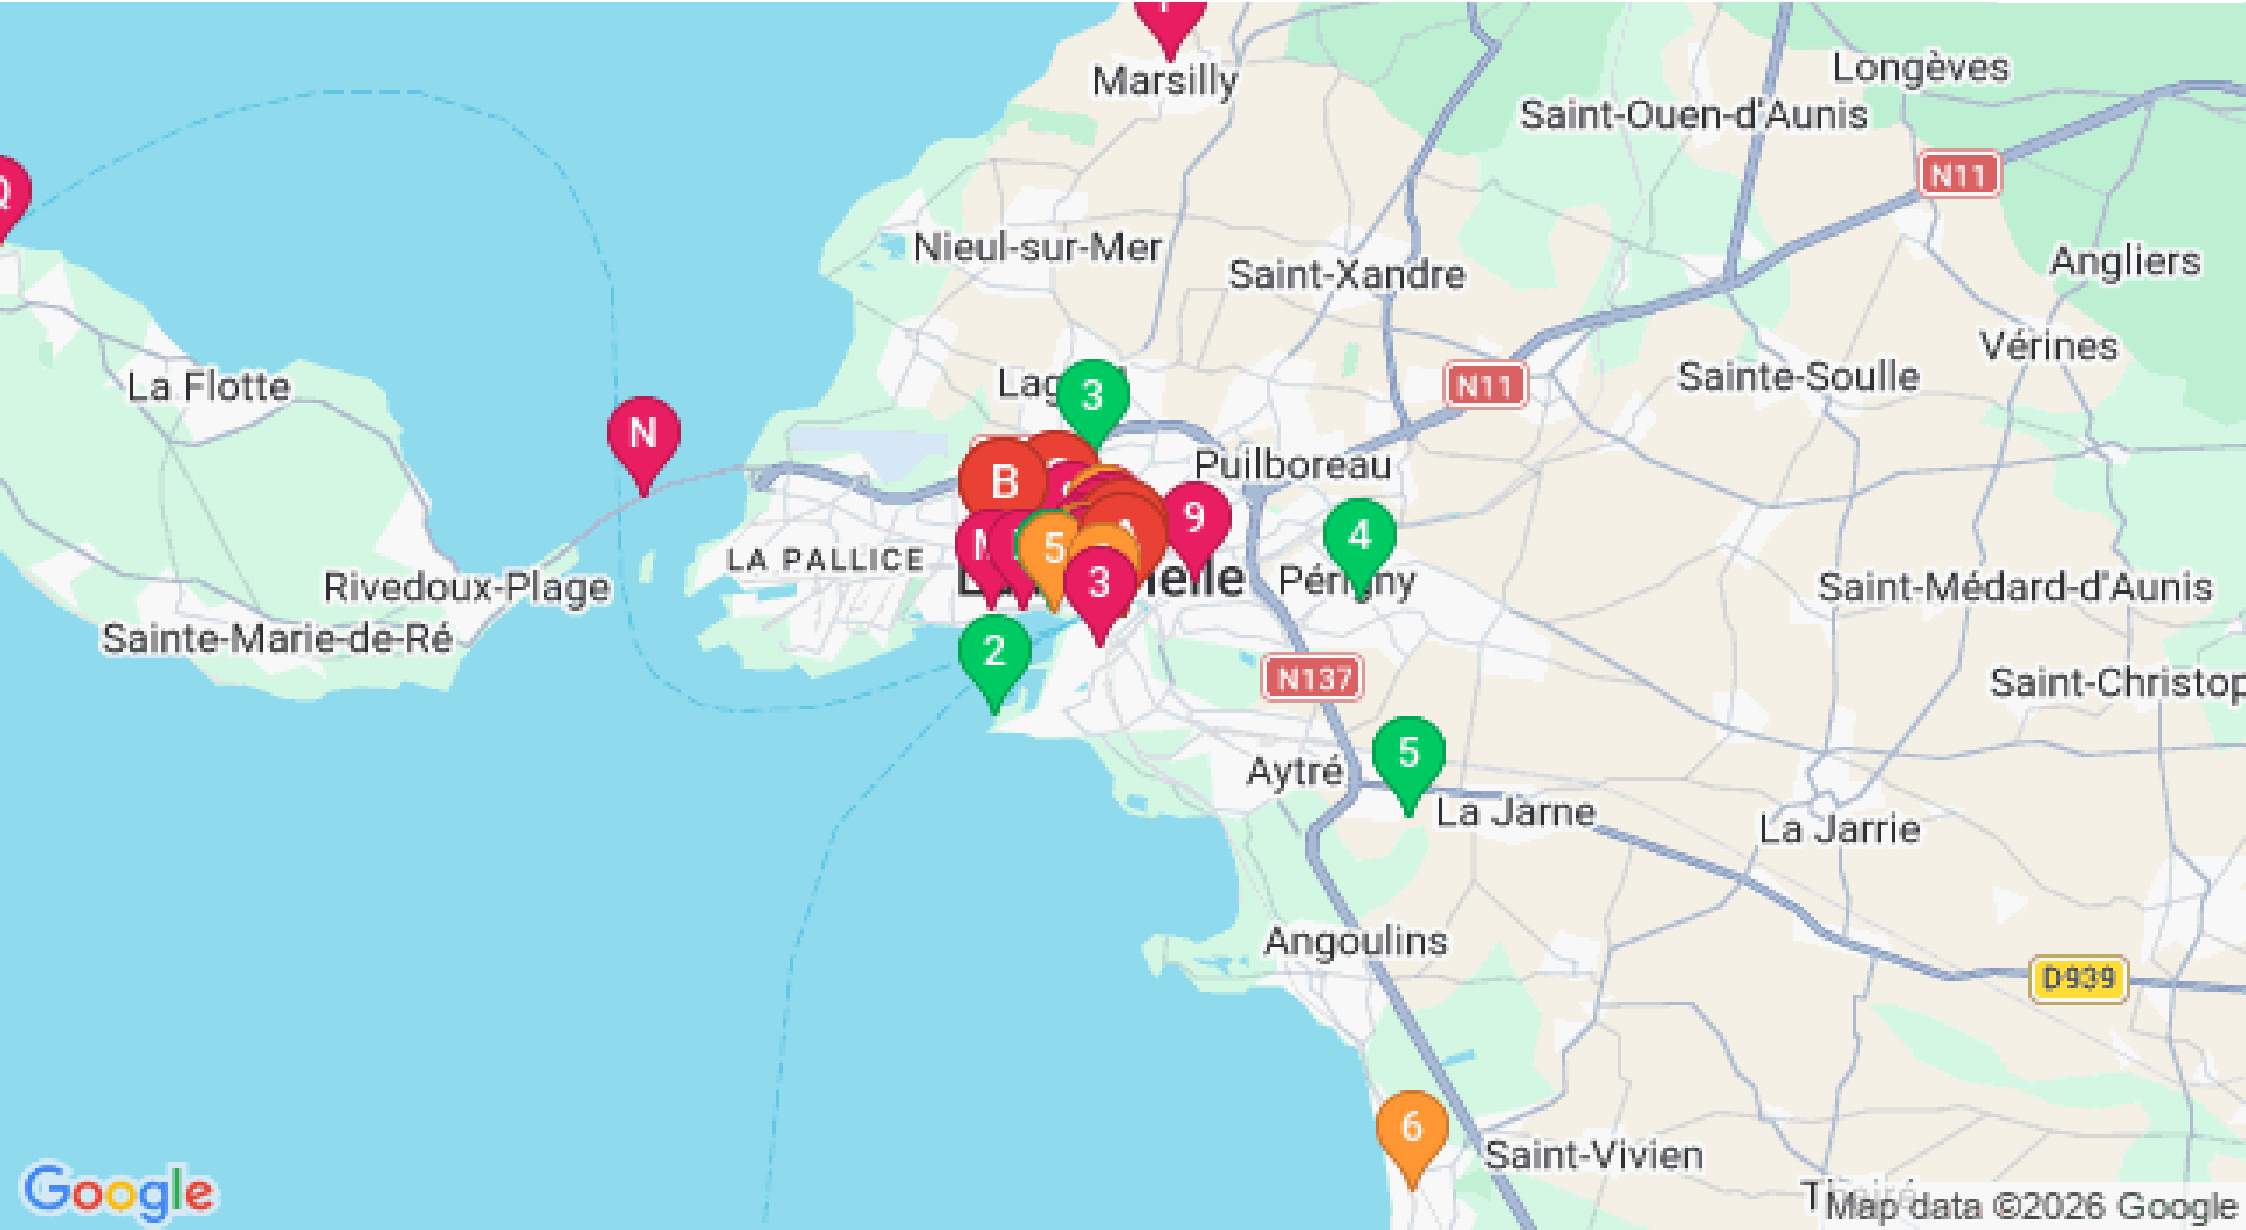 Marsilly
Longèves
Saint-Ouen-d'Aunis
N11
Nieul-sur-Mer
Saint-Xandre
Angliers
Vérines
La Flotte
3
N11
Sainte-Soulle
N
B
Puilboreau
9
4
LA PALLICE
5
Rivedoux-Plage
3
Périgny
Saint-Médard-d'Aunis
Sainte-Marie-de-Ré
2
N137
Saint-Christop
5
Aytré
La Jarne
La Jarrie
Angoulins
D939
6
Saint-Vivien
Google
Map data ©2026 Google